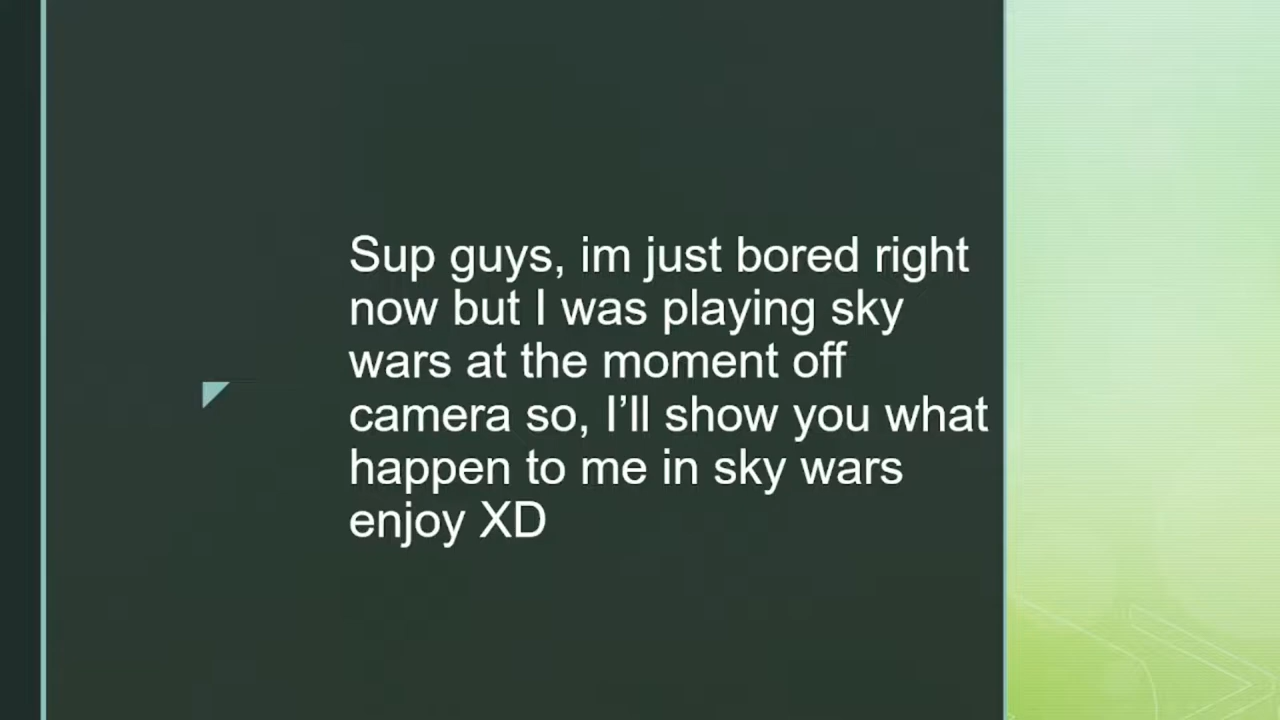 Sup guys, im just bored right
now but I was playing sky
wars at the moment off
camera so, I’ll show you what
happen to me in sky wars
enjoy XD